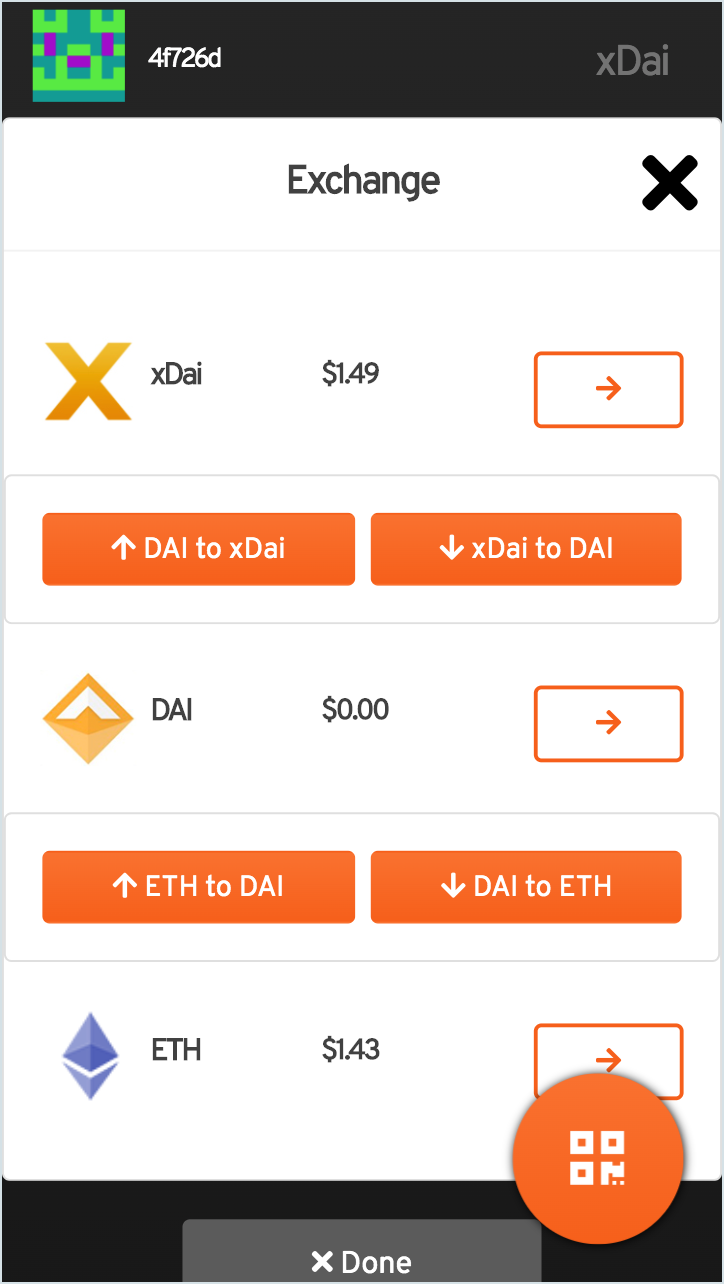 4f726d
xDai
Exchange
xDai $1.49
DAI to xDai
xDai to DAI
DAI $0.00
ETH to DAI
DAI to ETH
ETH $1.43
Done